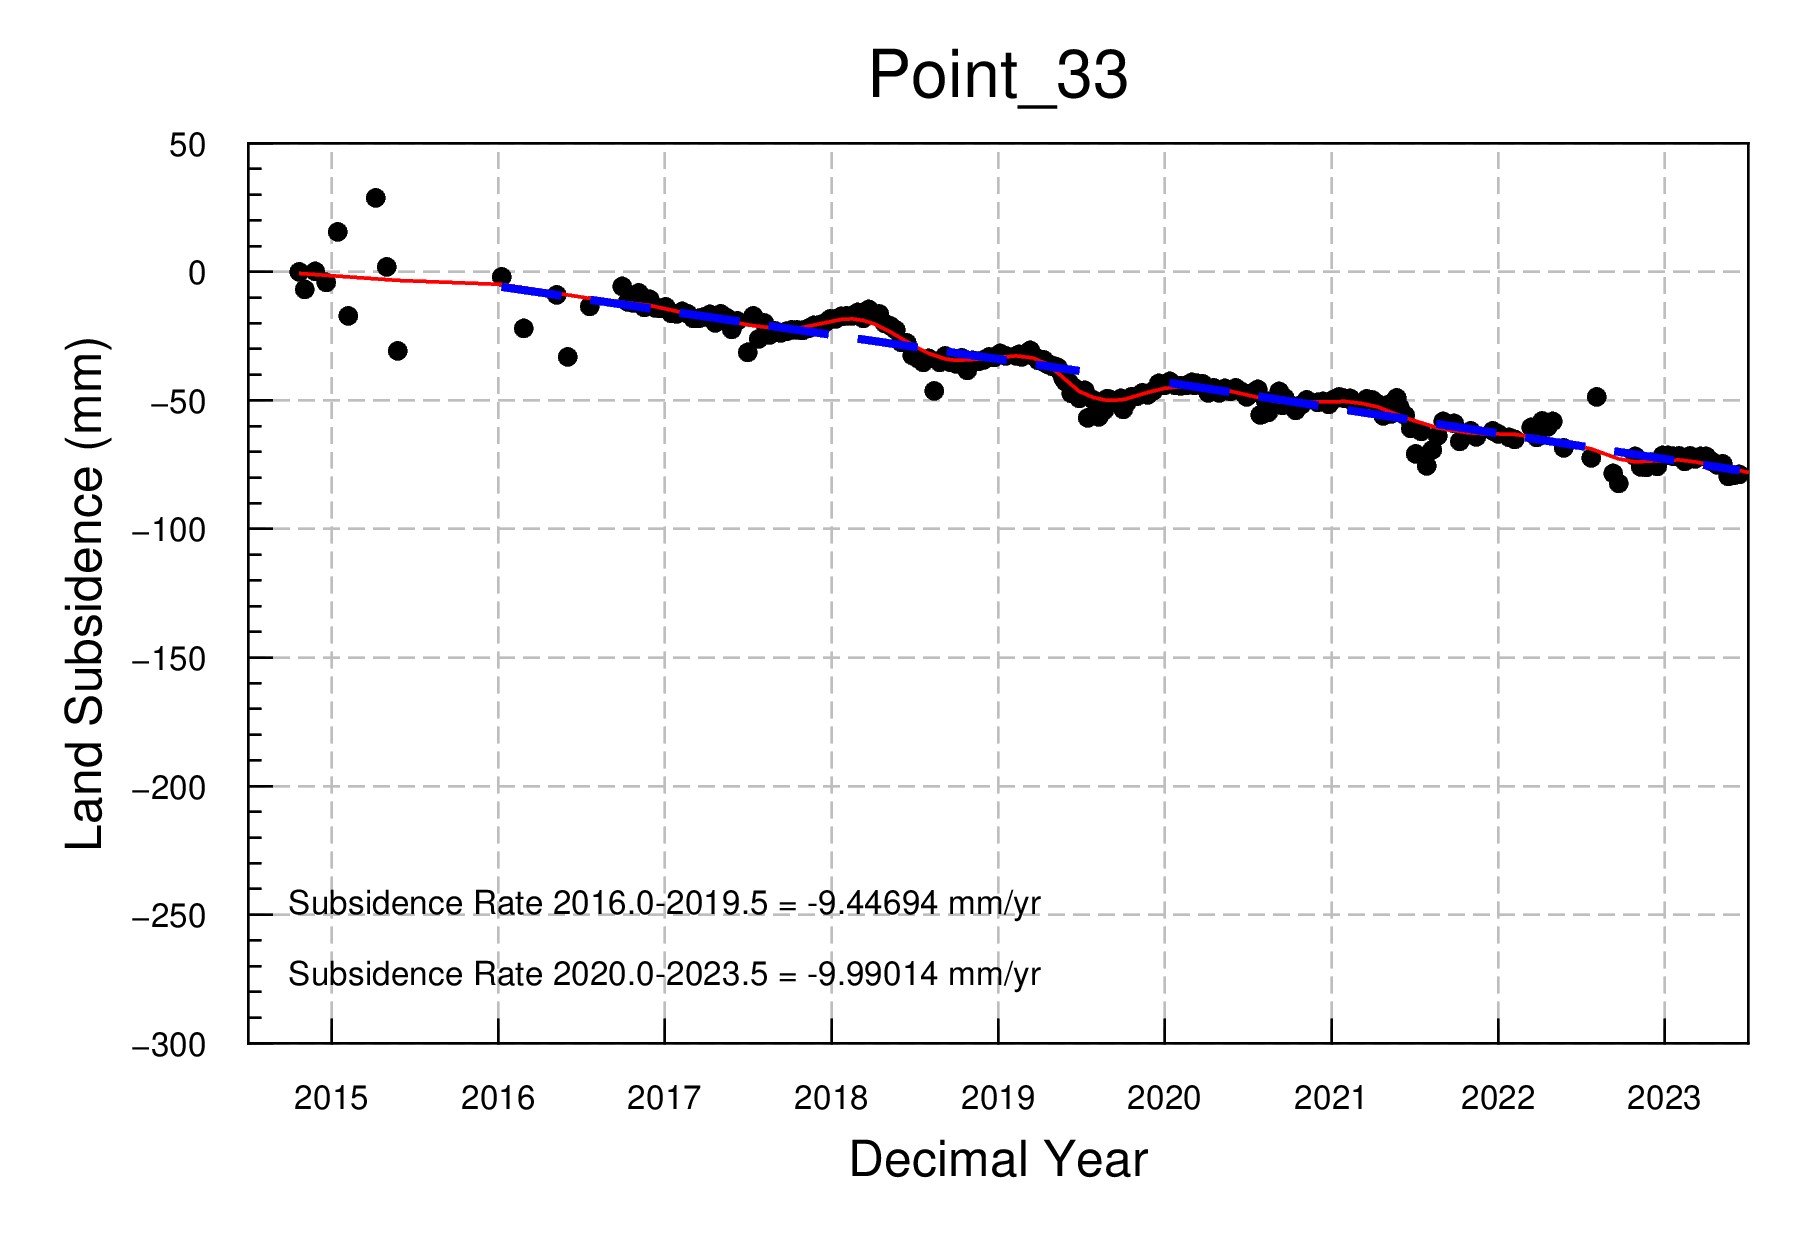 Point_33
50
0
−50
−100
−150
−200
−250
−300
Land Subsidence (mm)
Subsidence Rate 2016.0-2019.5 = -9.44694 mm/yr
Subsidence Rate 2020.0-2023.5 = -9.99014 mm/yr
2015 2016 2017 2018 2019 2020 2021 2022 2023
Decimal Year